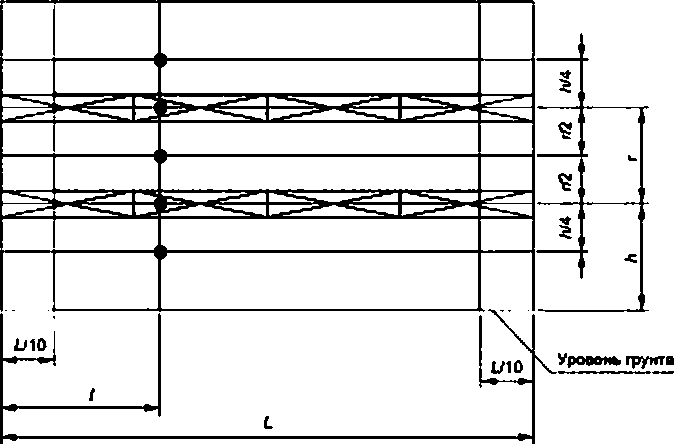 h/4
r/2
r
r/2
h/4
h
L/10
Уровень грунта
L/10
l
L